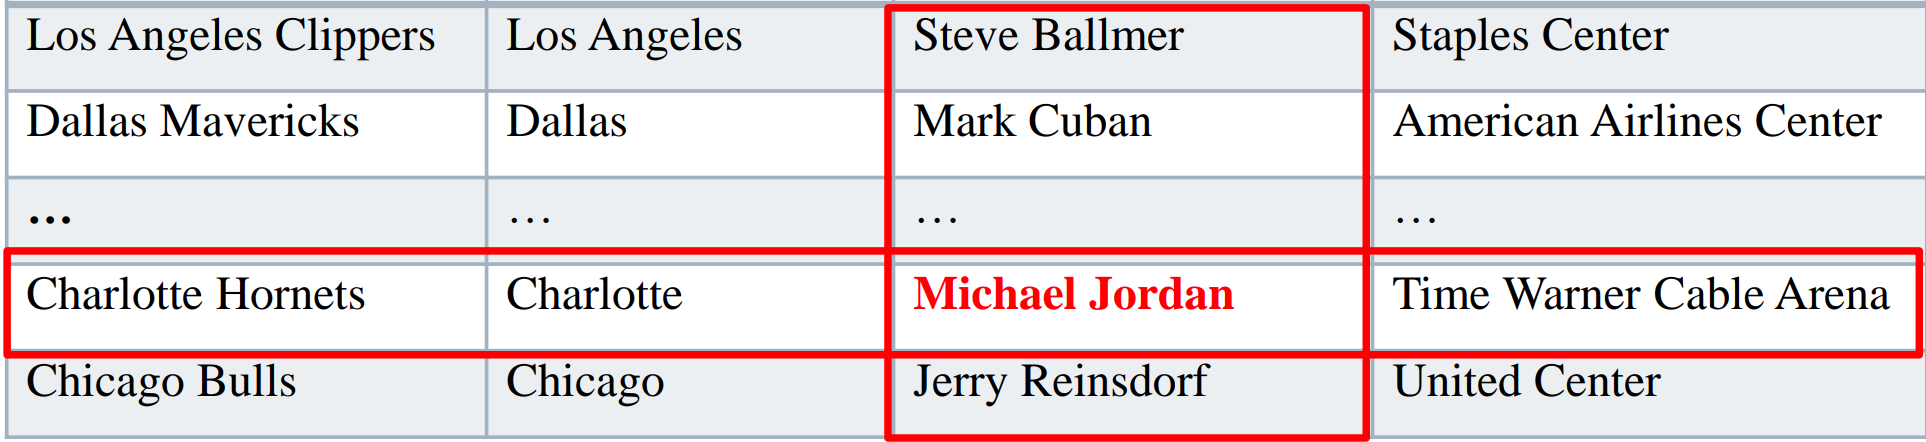 Los Angeles Clippers Los Angeles Steve Ballmer Staples Center
Dallas Mavericks Dallas Mark Cuban American Airlines Center
... ... ... ...
Charlotte Hornets Charlotte Michael Jordan Time Warner Cable Arena
Chicago Bulls Chicago Jerry Reinsdorf United Center